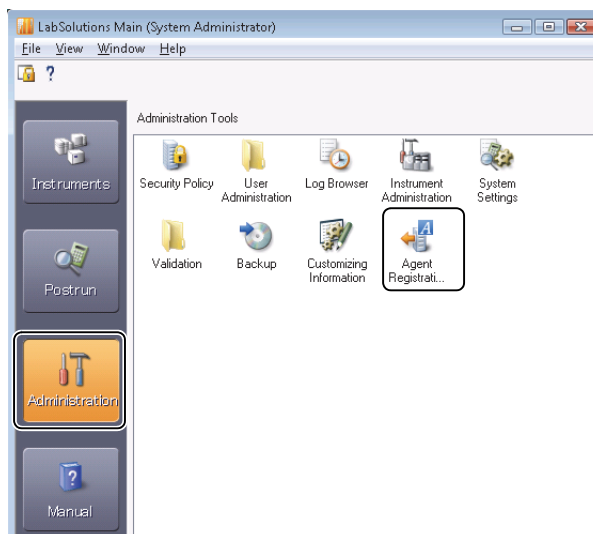 LabSolutions Main (System Administrator)
File View Window Help
?
Administration Tools
Instruments
Postrun
Administration
?
Manual
Security Policy
User
Administration
Log Browser
Instrument
Administration
System
Settings
Validation
Backup
Customizing
Information
A
Agent
Registrati...